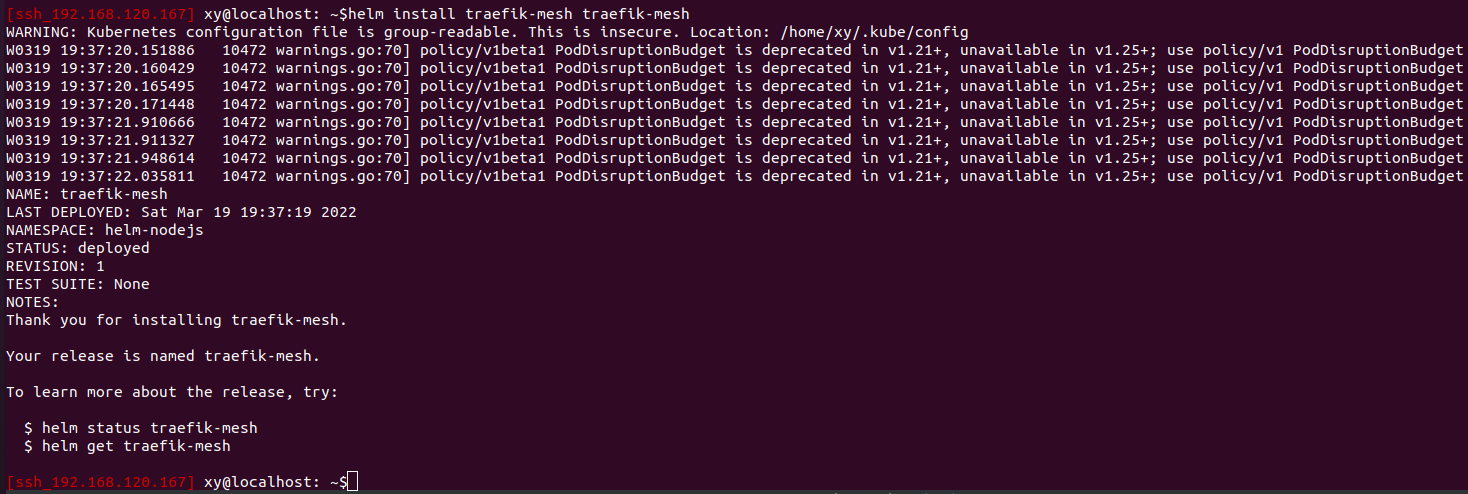 [ssh_192.168.120.167] xy@localhost: ~$helm install traefik-mesh traefik-mesh
WARNING: Kubernetes configuration file is group-readable. This is insecure. Location: /home/xy/.kube/config
W0319 19:37:20.151886   10472 warnings.go:70] policy/v1beta1 PodDisruptionBudget is deprecated in v1.21+, unavailable in v1.25+; use policy/v1 PodDisruptionBudget
W0319 19:37:20.160429   10472 warnings.go:70] policy/v1beta1 PodDisruptionBudget is deprecated in v1.21+, unavailable in v1.25+; use policy/v1 PodDisruptionBudget
W0319 19:37:20.165495   10472 warnings.go:70] policy/v1beta1 PodDisruptionBudget is deprecated in v1.21+, unavailable in v1.25+; use policy/v1 PodDisruptionBudget
W0319 19:37:20.171448   10472 warnings.go:70] policy/v1beta1 PodDisruptionBudget is deprecated in v1.21+, unavailable in v1.25+; use policy/v1 PodDisruptionBudget
W0319 19:37:21.910666   10472 warnings.go:70] policy/v1beta1 PodDisruptionBudget is deprecated in v1.21+, unavailable in v1.25+; use policy/v1 PodDisruptionBudget
W0319 19:37:21.911327   10472 warnings.go:70] policy/v1beta1 PodDisruptionBudget is deprecated in v1.21+, unavailable in v1.25+; use policy/v1 PodDisruptionBudget
W0319 19:37:21.948614   10472 warnings.go:70] policy/v1beta1 PodDisruptionBudget is deprecated in v1.21+, unavailable in v1.25+; use policy/v1 PodDisruptionBudget
W0319 19:37:22.035811   10472 warnings.go:70] policy/v1beta1 PodDisruptionBudget is deprecated in v1.21+, unavailable in v1.25+; use policy/v1 PodDisruptionBudget
NAME: traefik-mesh
LAST DEPLOYED: Sat Mar 19 19:37:19 2022
NAMESPACE: helm-nodejs
STATUS: deployed
REVISION: 1
TEST SUITE: None
NOTES:
Thank you for installing traefik-mesh.

Your release is named traefik-mesh.

To learn more about the release, try:

  $ helm status traefik-mesh
  $ helm get traefik-mesh

[ssh_192.168.120.167] xy@localhost: ~$